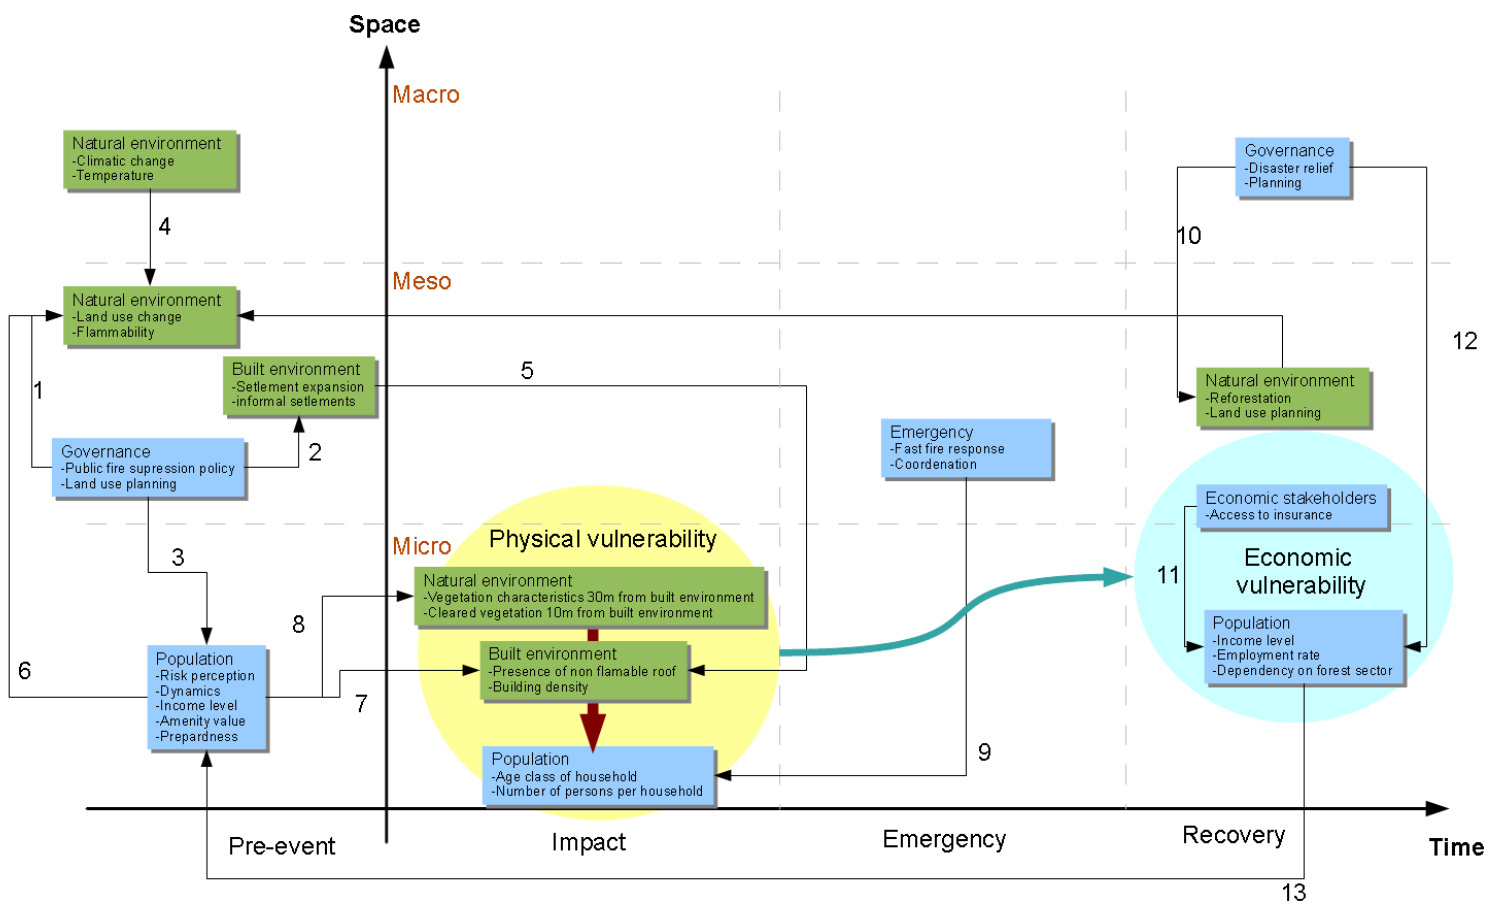 Space
Macro
Natural environment
-Climatic change
-Temperature
Governance
-Disaster relief
-Planning
4
10
Meso
Natural environment
-Land use change
-Flammability
12
Built environment
-Setlement expansion
-informal setlements
5
1
Natural environment
-Reforestation
-Land use planning
Governance
-Public fire supression policy
-Land use planning
2
Emergency
-Fast fire response
-Coordenation
Economic stakeholders
-Access to insurance
3
Micro
Physical vulnerability
Economic
vulnerability
11
Natural environment
-Vegetation characteristics 30m from built environment
-Cleared vegetation 10m from built environment
8
Population
-Income level
-Employment rate
-Dependency on forest sector
Built environment
-Presence of non flamable roof
-Building density
6
Population
-Risk perception
-Dynamics
-Income level
-Amenity value
-Prepardness
7
Population
-Age class of household
-Number of persons per household
9
Pre-event
Impact
Emergency
Recovery
Time
13